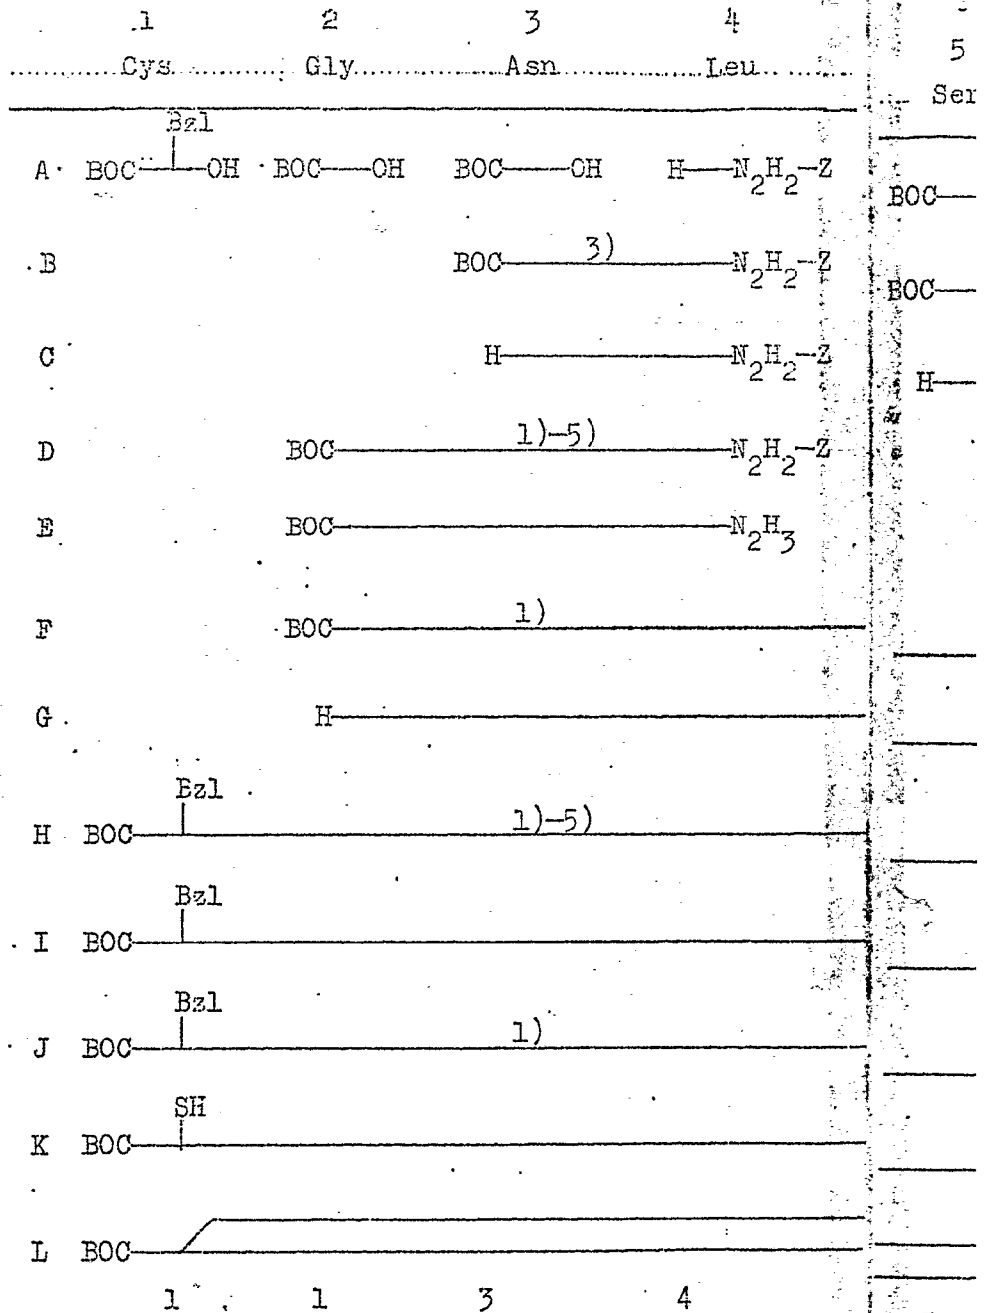 1 2 3 4
5
Cys Gly Asn Leu
Ser
Bzl
A BOC OH BOC OH BOC OH H N2H2-Z
BOC
B BOC 3) N2H2-Z
BOC
C H N2H2-Z
H
D BOC 1)-5) N2H2-Z
E BOC N2H3
F BOC 1)
G H
Bzl
H BOC 1)-5)
Bzl
I BOC
Bzl
J BOC 1)
SH
K BOC
L BOC
1 1 3 4